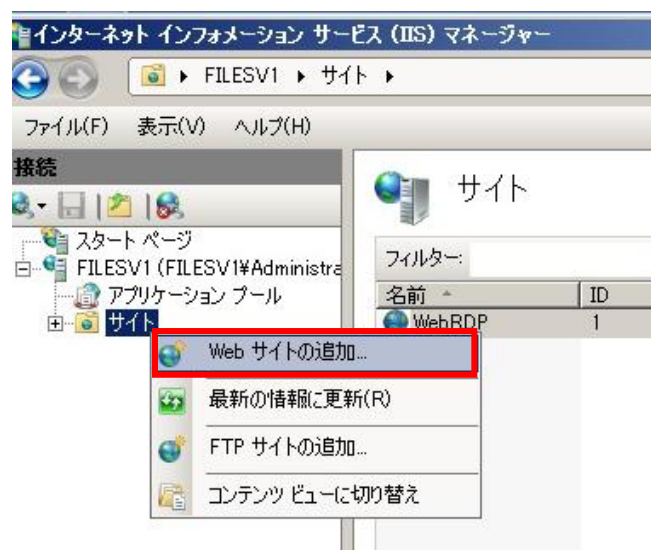 インターネット インフォメーション サービス (IIS) マネージャー
FILESV1 サイト
ファイル(F) 表示(V) ヘルプ(H)
接続
サイト
スタート ページ
FILESV1 (FILESV1¥Administra
フィルター:
アプリケーション プール
名前 ID
サイト
WebRDP 1
Web サイトの追加...
最新の情報に更新(R)
FTP サイトの追加...
コンテンツ ビューに切り替え